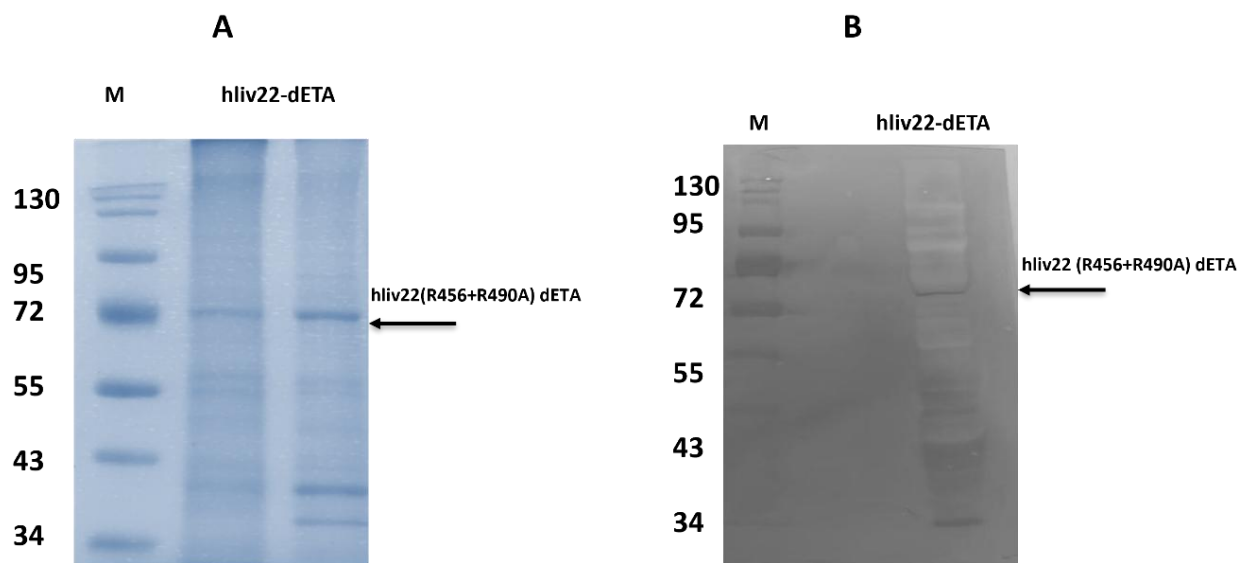 A
M hliv22-dETA
130
95
72
55
43
34
hliv22(R456+R490A) dETA
B
M hliv22-dETA
130
95
72
55
43
34
hliv22 (R456+R490A) dETA